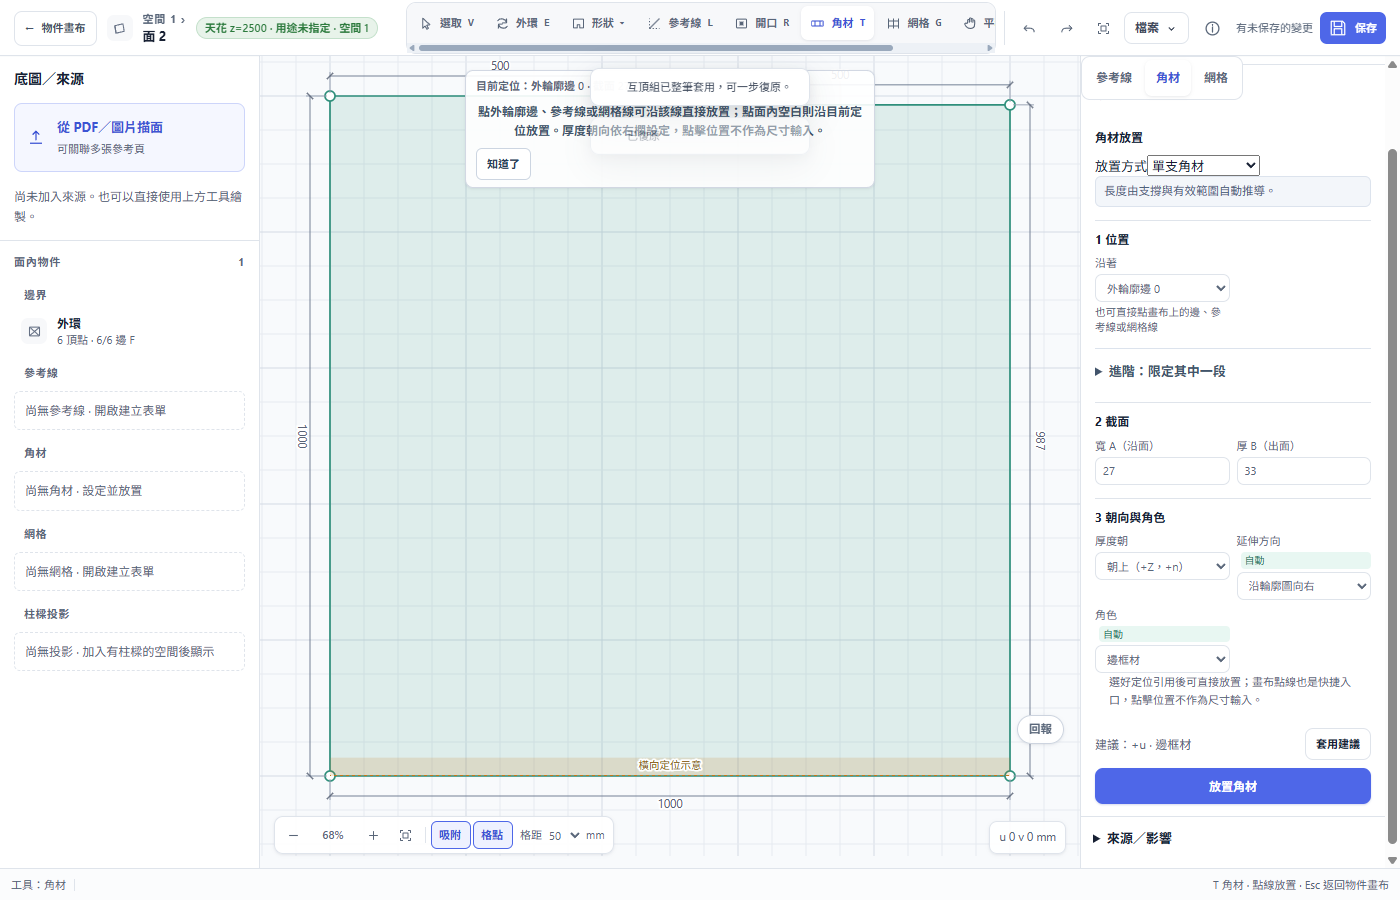 ← 物件畫布
空間 1 ›
面 2
天花 z=2500 · 用途未指定 · 空間 1
選取 V
外環 E
形狀
參考線 L
開口 R
角材 T
網格 G
平
檔案
有未保存的變更
保存
底圖／來源
從 PDF／圖片描面
可關聯多張參考頁
尚未加入來源。也可以直接使用上方工具繪
製。
面內物件 1
邊界
外環
6 頂點 · 6/6 邊 F
參考線
尚無參考線 · 開啟建立表單
角材
尚無角材 · 設定並放置
網格
尚無網格 · 開啟建立表單
柱樑投影
尚無投影 · 加入有柱樑的空間後顯示
500
500
目前定位：外輪廓邊 0 ·
互頂組已整筆套用，可一步復原。
點外輪廓邊、參考線或網格線可沿該線直接放置；點面內空白則沿目前定
位放置。厚度朝向依右欄設定，點擊位置不作為尺寸輸入。
已復原
知道了
1000
987
橫向定位示意
1000
回報
− 68% +
吸附
格點
格距 50 mm
u 0 v 0 mm
參考線
角材
網格
角材放置
放置方式 單支角材
長度由支撐與有效範圍自動推導。
1 位置
沿著
外輪廓邊 0
也可直接點畫布上的邊、參
考線或網格線
進階：限定其中一段
2 截面
寬 A（沿面）
厚 B（出面）
27
33
3 朝向與角色
厚度朝
延伸方向
朝上（+Z，+n）
自動
沿輪廓圖向右
角色
自動
邊框材
選好定位引用後可直接放置；畫布點線也是快捷入
口，點擊位置不作為尺寸輸入。
建議：+u · 邊框材
套用建議
放置角材
來源／影響
工具：角材
T 角材 · 點線放置 · Esc 返回物件畫布